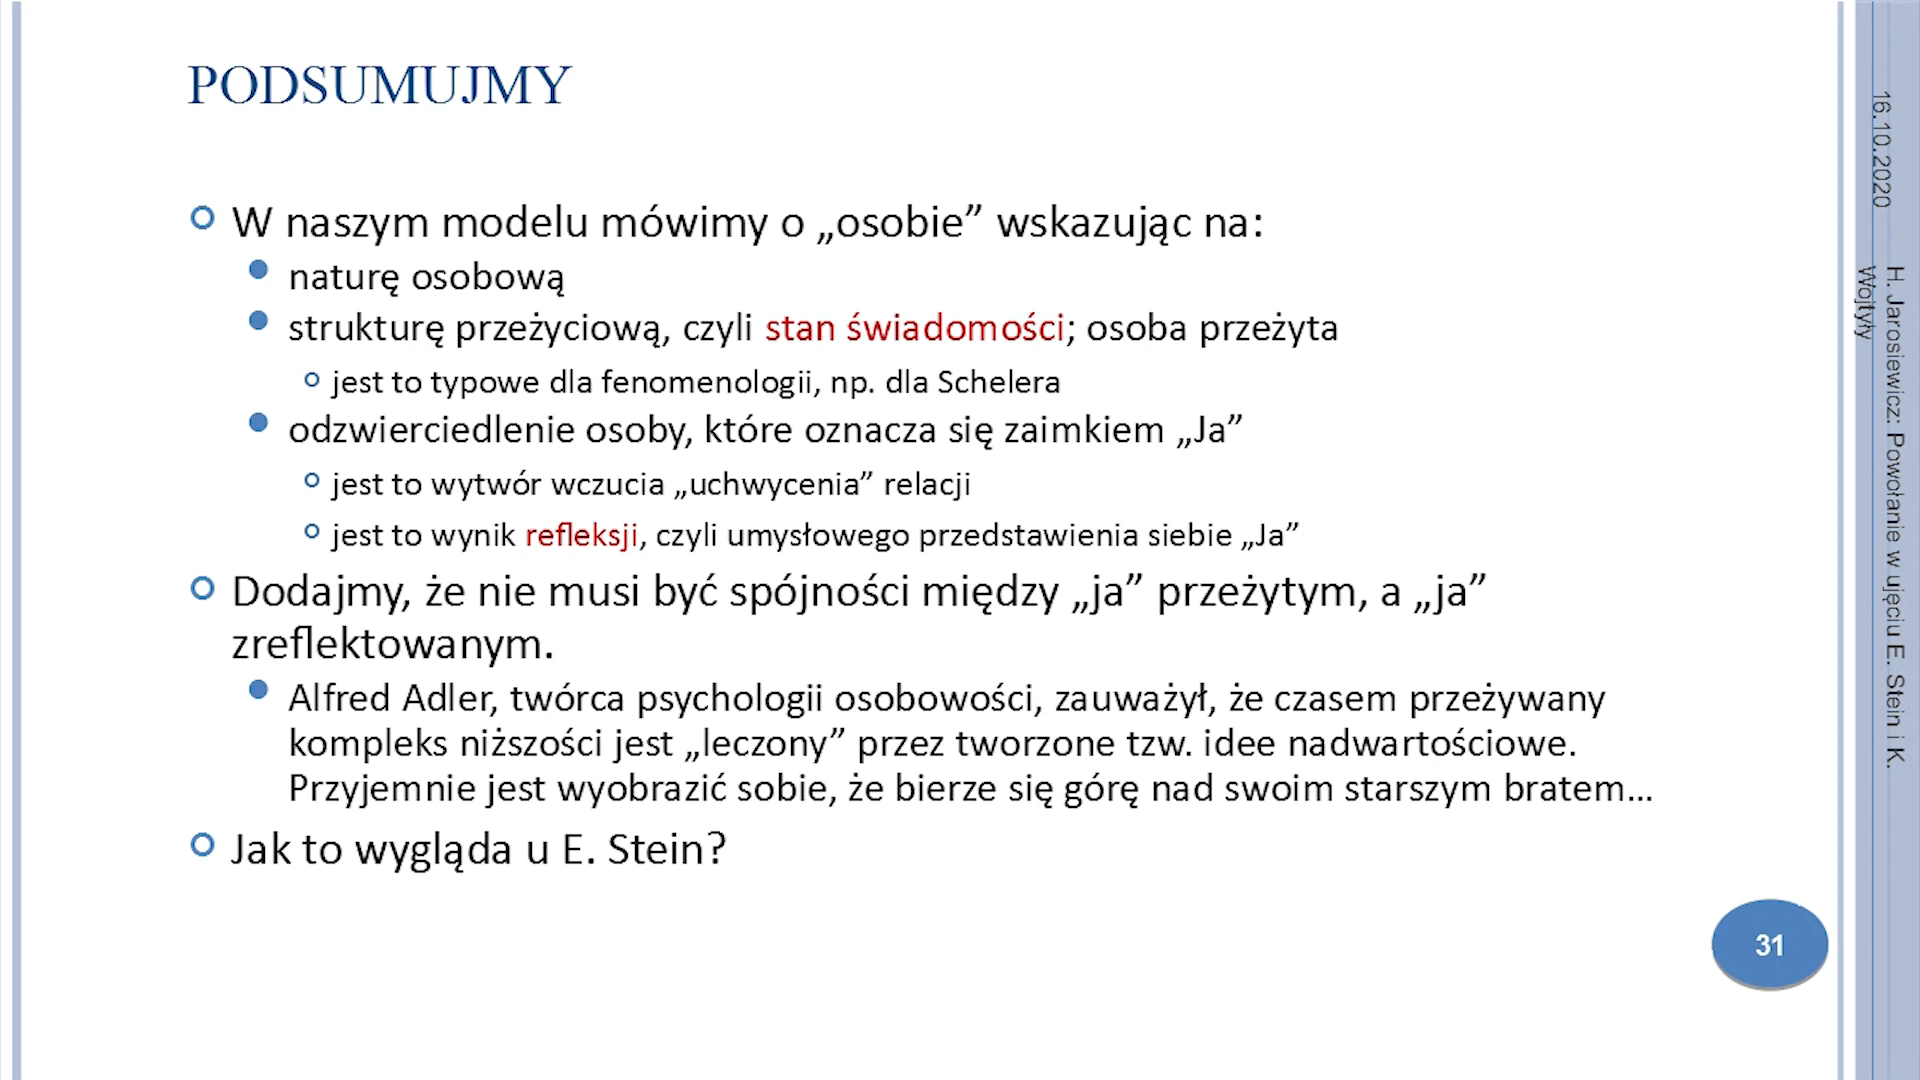 PODSUMUJMY
W naszym modelu mówimy o „osobie” wskazując na:
naturę osobową
strukturę przeżyciową, czyli stan świadomości; osoba przeżyta
jest to typowe dla fenomenologii, np. dla Schelera
odzwierciedlenie osoby, które oznacza się zaimkiem „Ja”
jest to wytwór wczucia „uchwycenia” relacji
jest to wynik refleksji, czyli umysłowego przedstawienia siebie „Ja”
Dodajmy, że nie musi być spójności między „ja” przeżytym, a „ja”
zreflektowanym.
Alfred Adler, twórca psychologii osobowości, zauważył, że czasem przeżywany
kompleks niższości jest „leczony” przez tworzone tzw. idee nadwartościowe.
Przyjemnie jest wyobrazić sobie, że bierze się górę nad swoim starszym bratem...
Jak to wygląda u E. Stein?
31
16.10.2020
H. Jarosiewicz: Powołanie w ujęciu E. Stein i K.
Wojtyły